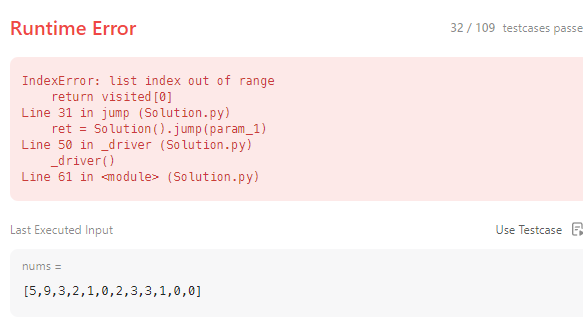 Runtime Error
32 / 109 testcases passe
IndexError: list index out of range
return visited[0]
Line 31 in jump (Solution.py)
ret = Solution().jump(param_1)
Line 50 in _driver (Solution.py)
_driver()
Line 61 in <module> (Solution.py)
Last Executed Input
Use Testcase
nums =
[5,9,3,2,1,0,2,3,3,1,0,0]